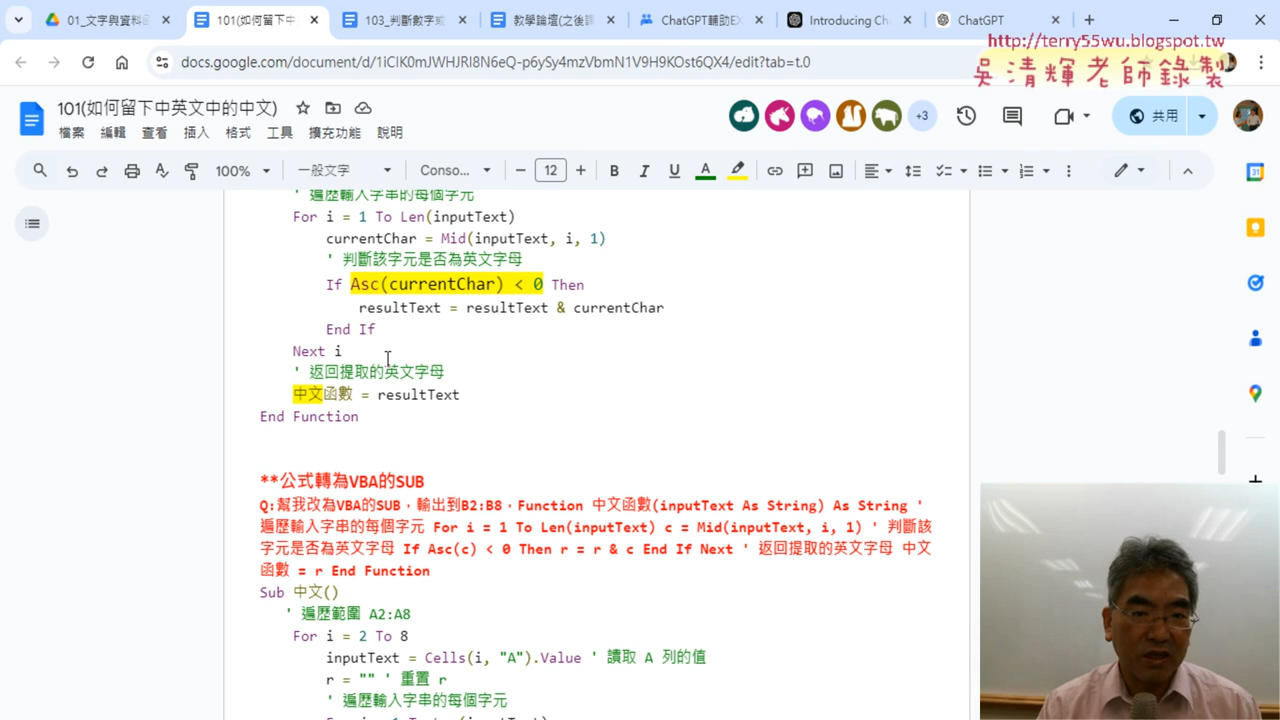 01_文字與資料
101(如何留下中
103_判斷數字或
教學論壇(之後課
ChatGPT輔助EX
Introducing Ch
ChatGPT
http://terry55wu.blogspot.tw
docs.google.com/document/d/1iClK0mJWHJRl8N6eQ-p6ySy4mzVbmN1V9H9KOst6QX4/edit?tab=t.0
吳清輝老師錄製
101(如何留下中英文中的中文)
+3
共用
檔案 編輯 查看 插入 格式 工具 擴充功能 說明
100% 一般文字 Conso... 12 B I U A
' 遍歷輸入字串的每個字元
For i = 1 To Len(inputText)
currentChar = Mid(inputText, i, 1)
' 判斷該字元是否為英文字母
If Asc(currentChar) < 0 Then
resultText = resultText & currentChar
End If
Next i
' 返回提取的英文字母
中文函數 = resultText
End Function
**公式轉為VBA的SUB
Q:幫我改為VBA的SUB，輸出到B2:B8，Function 中文函數(inputText As String) As String '
遍歷輸入字串的每個字元 For i = 1 To Len(inputText) c = Mid(inputText, i, 1) ' 判斷該
字元是否為英文字母 If Asc(c) < 0 Then r = r & c End If Next ' 返回提取的英文字母 中文
函數 = r End Function
Sub 中文()
' 遍歷範圍 A2:A8
For i = 2 To 8
inputText = Cells(i, "A").Value ' 讀取 A 列的值
r = "" ' 重置 r
' 遍歷輸入字串的每個字元